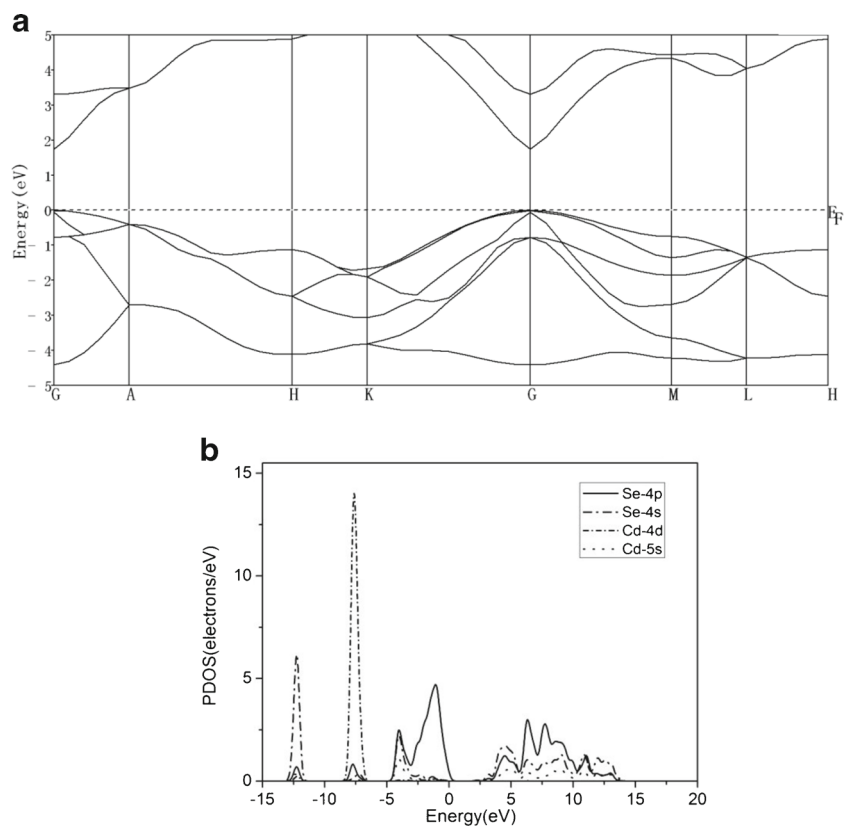 a
5
4
3
2
1
0
- 1
- 2
- 3
- 4
- 5
Energy(eV)
EF
G A H K G M L H
b
15
10
5
0
PDOS(electrons/eV)
Se-4p
Se-4s
Cd-4d
Cd-5s
-15 -10 -5 0 5 10 15 20
Energy(eV)